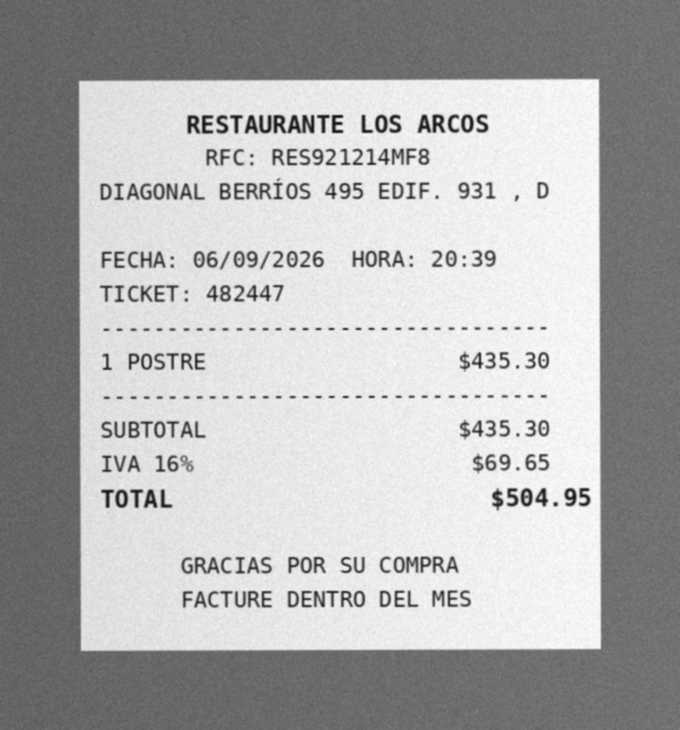 RESTAURANTE LOS ARCOS
RFC: RES921214MF8
DIAGONAL BERRÍOS 495 EDIF. 931 , D
FECHA: 06/09/2026 HORA: 20:39
TICKET: 482447
----------------------------------
1 POSTRE $435.30
----------------------------------
SUBTOTAL $435.30
IVA 16% $69.65
TOTAL $504.95
GRACIAS POR SU COMPRA
FACTURE DENTRO DEL MES